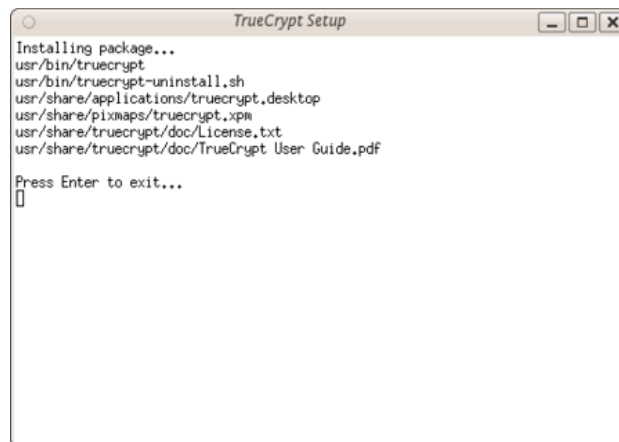 TrueCrypt Setup
Installing package...
usr/bin/truecrypt
usr/bin/truecrypt-uninstall.sh
usr/share/applications/truecrypt.desktop
usr/share/pixmaps/truecrypt.xpm
usr/share/truecrypt/doc/License.txt
usr/share/truecrypt/doc/TrueCrypt User Guide.pdf
Press Enter to exit...